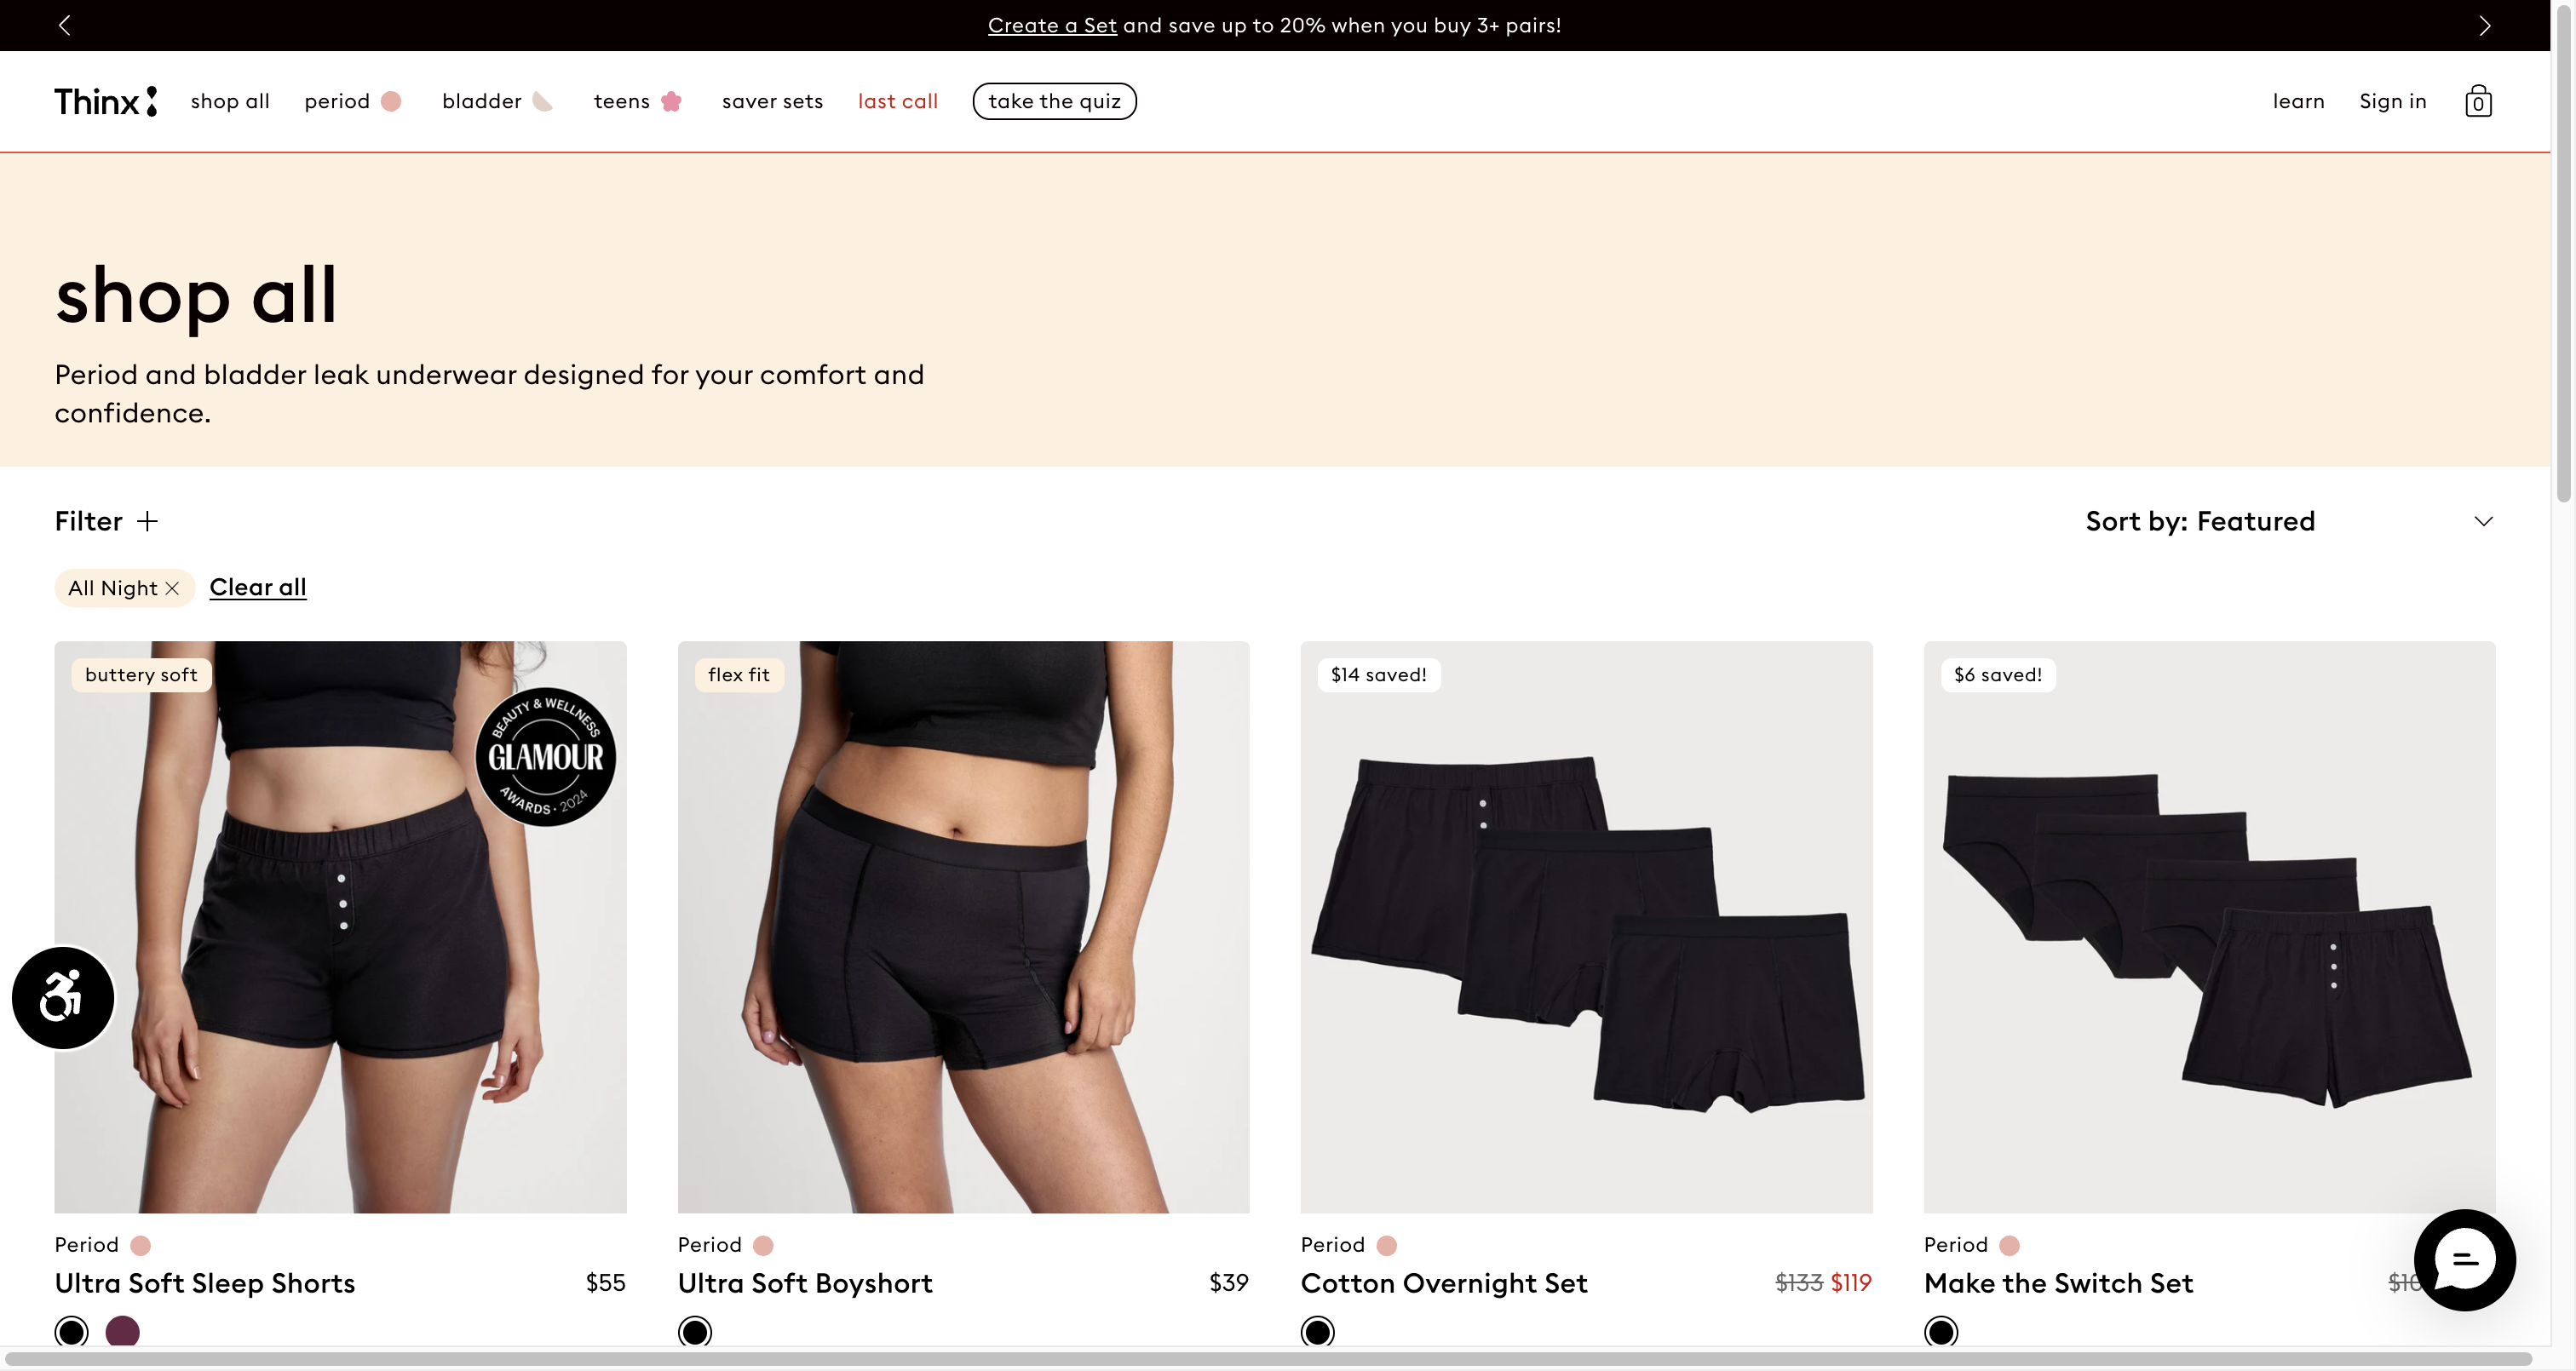 Create a Set and save up to 20% when you buy 3+ pairs!
Thinx shop all period bladder teens saver sets last call take the quiz learn Sign in 0
shop all
Period and bladder leak underwear designed for your comfort and
confidence.
Filter Sort by: Featured
All Night Clear all
buttery soft
BEAUTY & WELLNESS
GLAMOUR
AWARDS · 2024
flex fit
$14 saved!
$6 saved!
Period
Ultra Soft Sleep Shorts $55
Period
Ultra Soft Boyshort $39
Period
Cotton Overnight Set $133 $119
Period
Make the Switch Set